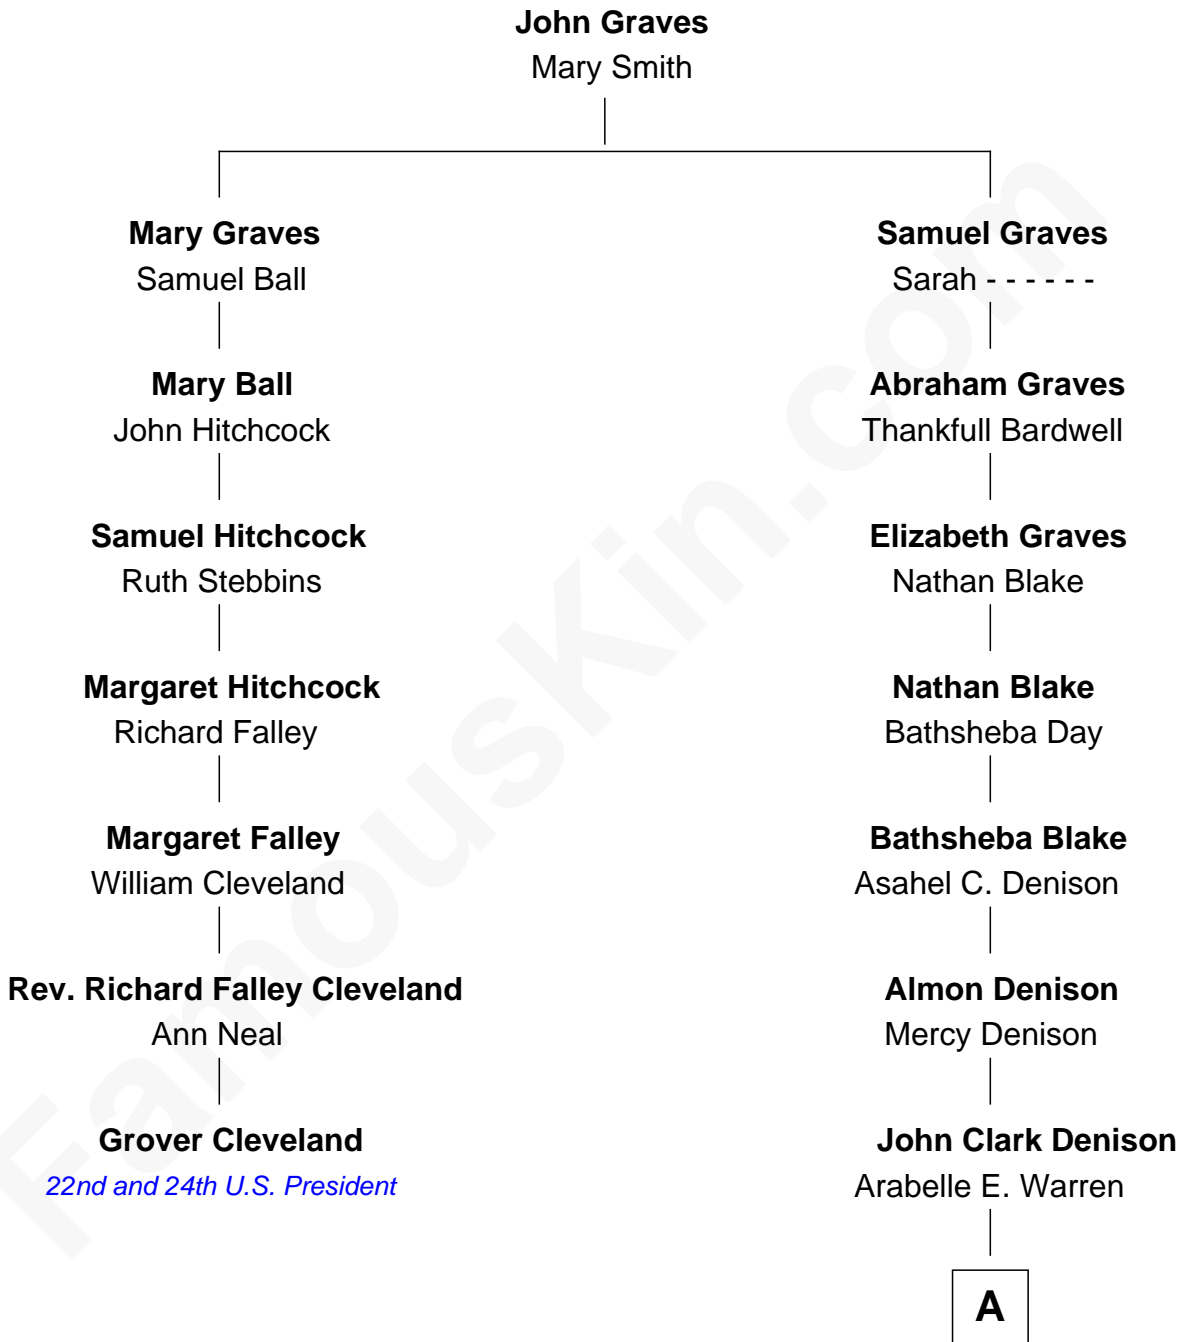 John Graves
Mary Smith
Mary Graves
Samuel Ball
Samuel Graves
Sarah - - - - - -
Mary Ball
John Hitchcock
Abraham Graves
Thankfull Bardwell
Samuel Hitchcock
Ruth Stebbins
Elizabeth Graves
Nathan Blake
Margaret Hitchcock
Richard Falley
Nathan Blake
Bathsheba Day
Margaret Falley
William Cleveland
Bathsheba Blake
Asahel C. Denison
Rev. Richard Falley Cleveland
Ann Neal
Almon Denison
Mercy Denison
Grover Cleveland
22nd and 24th U.S. President
John Clark Denison
Arabelle E. Warren
A
FamousKin.com